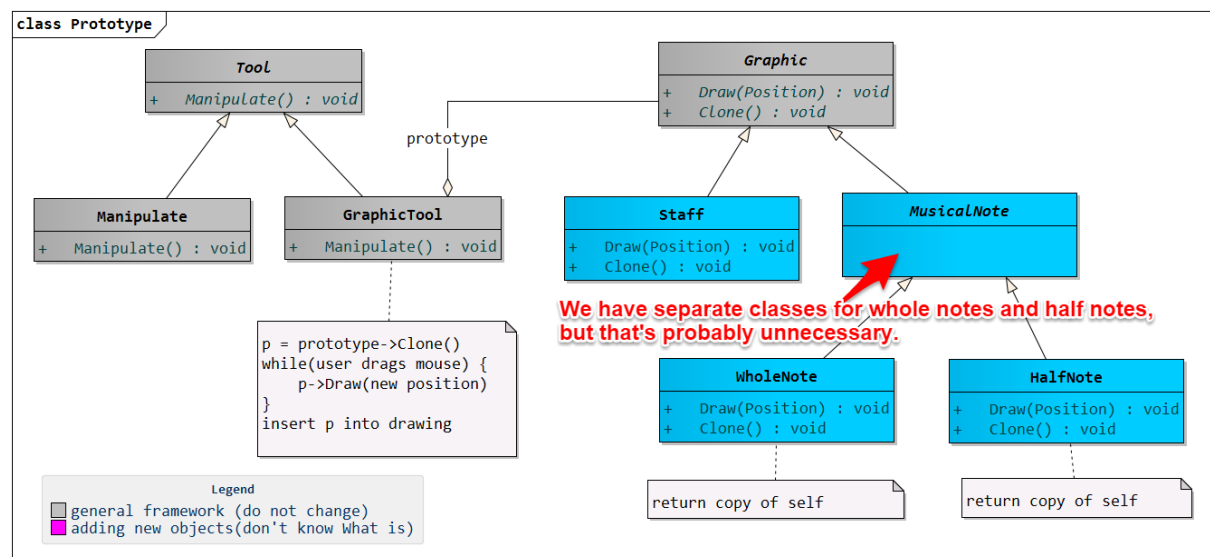 class Prototype
Tool
+ Manipulate() : void
Graphic
+ Draw(Position) : void
+ Clone() : void
prototype
Manipulate
+ Manipulate() : void
GraphicTool
+ Manipulate() : void
Staff
+ Draw(Position) : void
+ Clone() : void
MusicalNote
We have separate classes for whole notes and half notes,
but that's probably unnecessary.
p = prototype->Clone()
while(user drags mouse) {
p->Draw(new position)
}
insert p into drawing
WholeNote
+ Draw(Position) : void
+ Clone() : void
HalfNote
+ Draw(Position) : void
+ Clone() : void
return copy of self
return copy of self
Legend
general framework (do not change)
adding new objects(don't know What is)